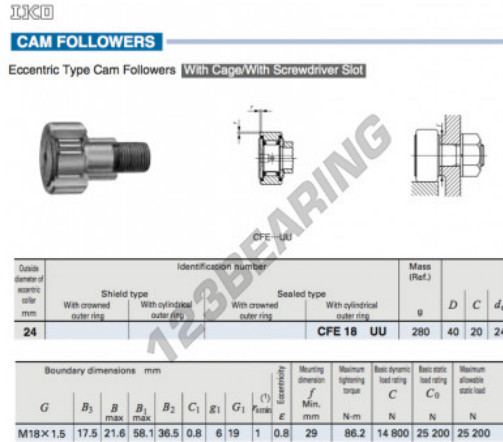 IKO
CAM FOLLOWERS
Eccentric Type Cam Followers With Cage/With Screwdriver Slot
CFE···UU
123BEARING
Outside diameter of eccentric collar mm
Identification number
Mass (Ref.) g
Shield type
Sealed type
With crowned outer ring
With cylindrical outer ring
With crowned outer ring
With cylindrical outer ring
D C
24 CFE 18 UU 280 40 20 24
Boundary dimensions mm
Eccentricity ε
Mounting dimension f Min. mm
Maximum tightening torque N-m
Basic dynamic load rating C N
Basic static load rating C₀ N
Maximum allowable static load N
G B₃ B max B₁ max B₂ C₁ g₁ G₁ (¹) rₛ min
M18×1.5 17.5 21.6 58.1 36.5 0.8 6 19 1 0.8 29 86.2 14 800 25 200 25 200